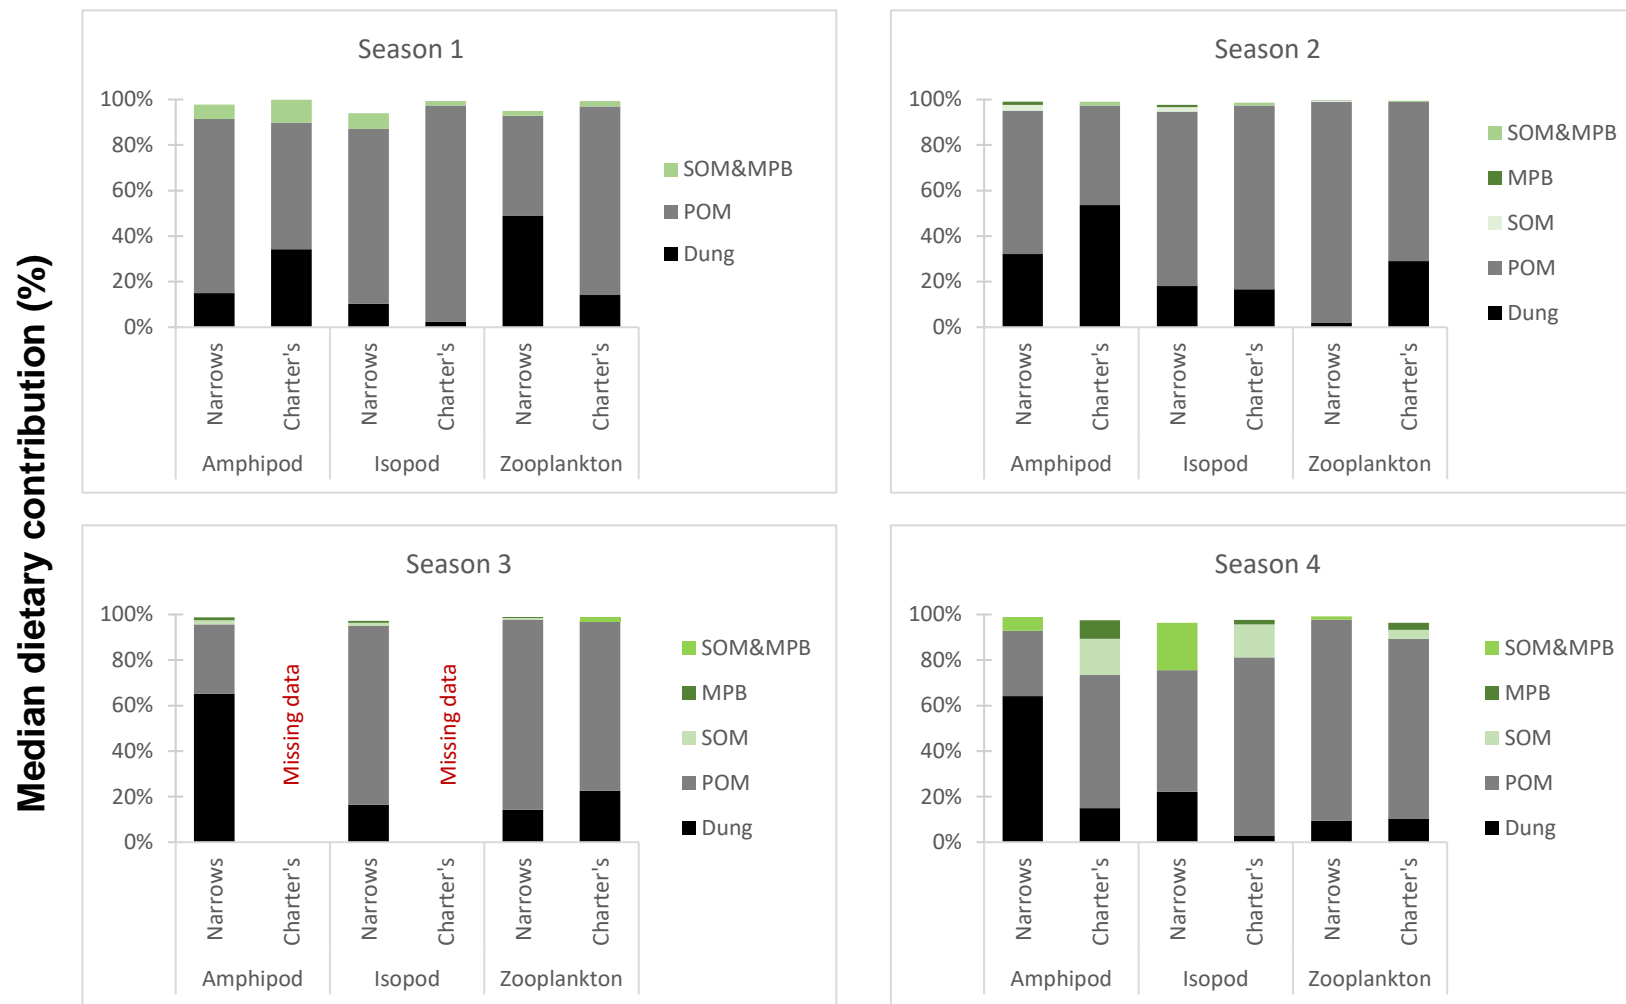 Median dietary contribution (%)
Season 1
100%
80%
60%
40%
20%
0%
Narrows
Charter's
Narrows
Charter's
Narrows
Charter's
Amphipod
Isopod
Zooplankton
SOM&MPB
POM
Dung
Season 2
100%
80%
60%
40%
20%
0%
Narrows
Charter's
Narrows
Charter's
Narrows
Charter's
Amphipod
Isopod
Zooplankton
SOM&MPB
MPB
SOM
POM
Dung
Season 3
100%
80%
60%
40%
20%
0%
Missing data
Missing data
Narrows
Charter's
Narrows
Charter's
Narrows
Charter's
Amphipod
Isopod
Zooplankton
SOM&MPB
MPB
SOM
POM
Dung
Season 4
100%
80%
60%
40%
20%
0%
Narrows
Charter's
Narrows
Charter's
Narrows
Charter's
Amphipod
Isopod
Zooplankton
SOM&MPB
MPB
SOM
POM
Dung